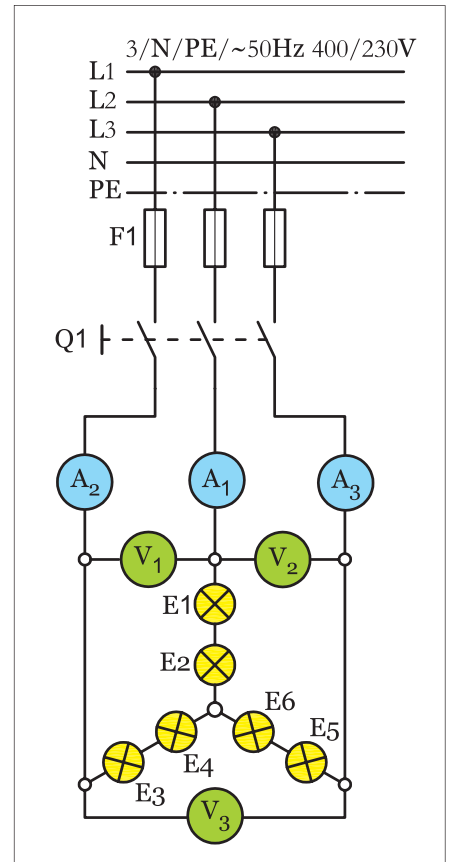 3/N/PE/~50Hz 400/230V
L1
L2
L3
N
PE
F1
Q1
A2 A1 A3
V1 V2
E1
E2
E6
E5
E4
E3
V3